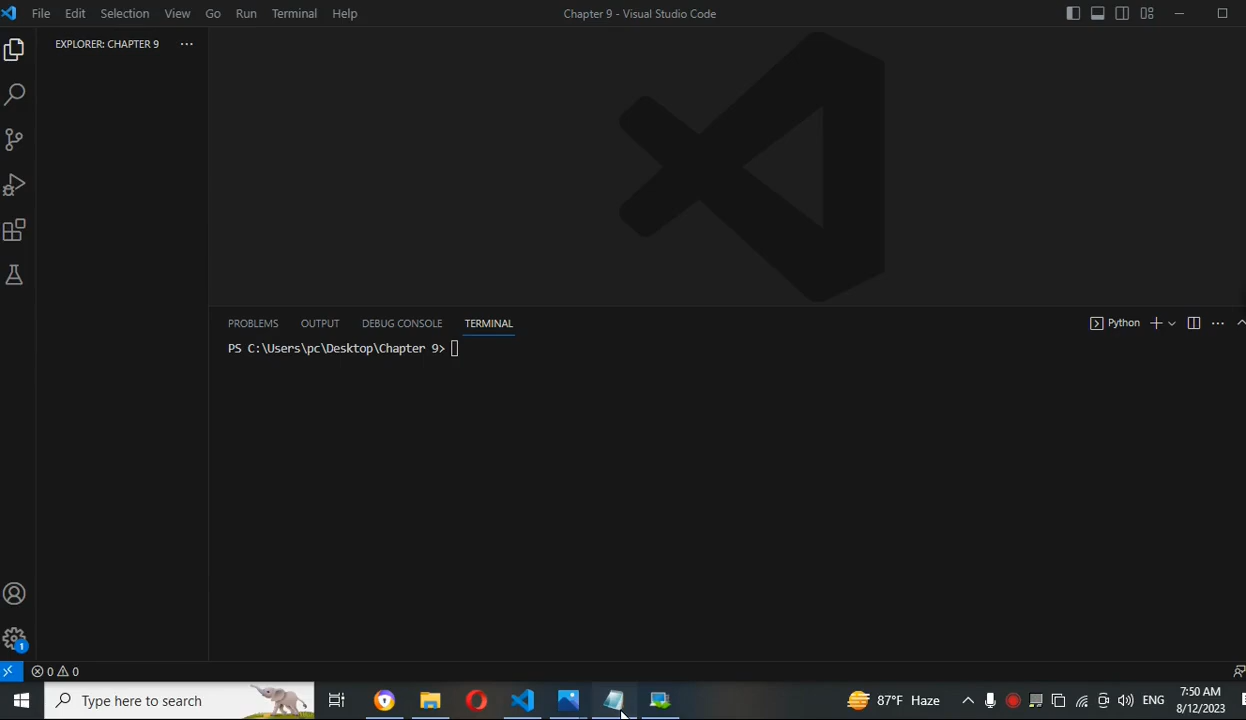 File Edit Selection View Go Run Terminal Help
Chapter 9 - Visual Studio Code
EXPLORER: CHAPTER 9
PROBLEMS OUTPUT DEBUG CONSOLE TERMINAL
Python
PS C:\Users\pc\Desktop\Chapter 9>
1
0 0
Type here to search
87°F Haze
ENG
7:50 AM
8/12/2023